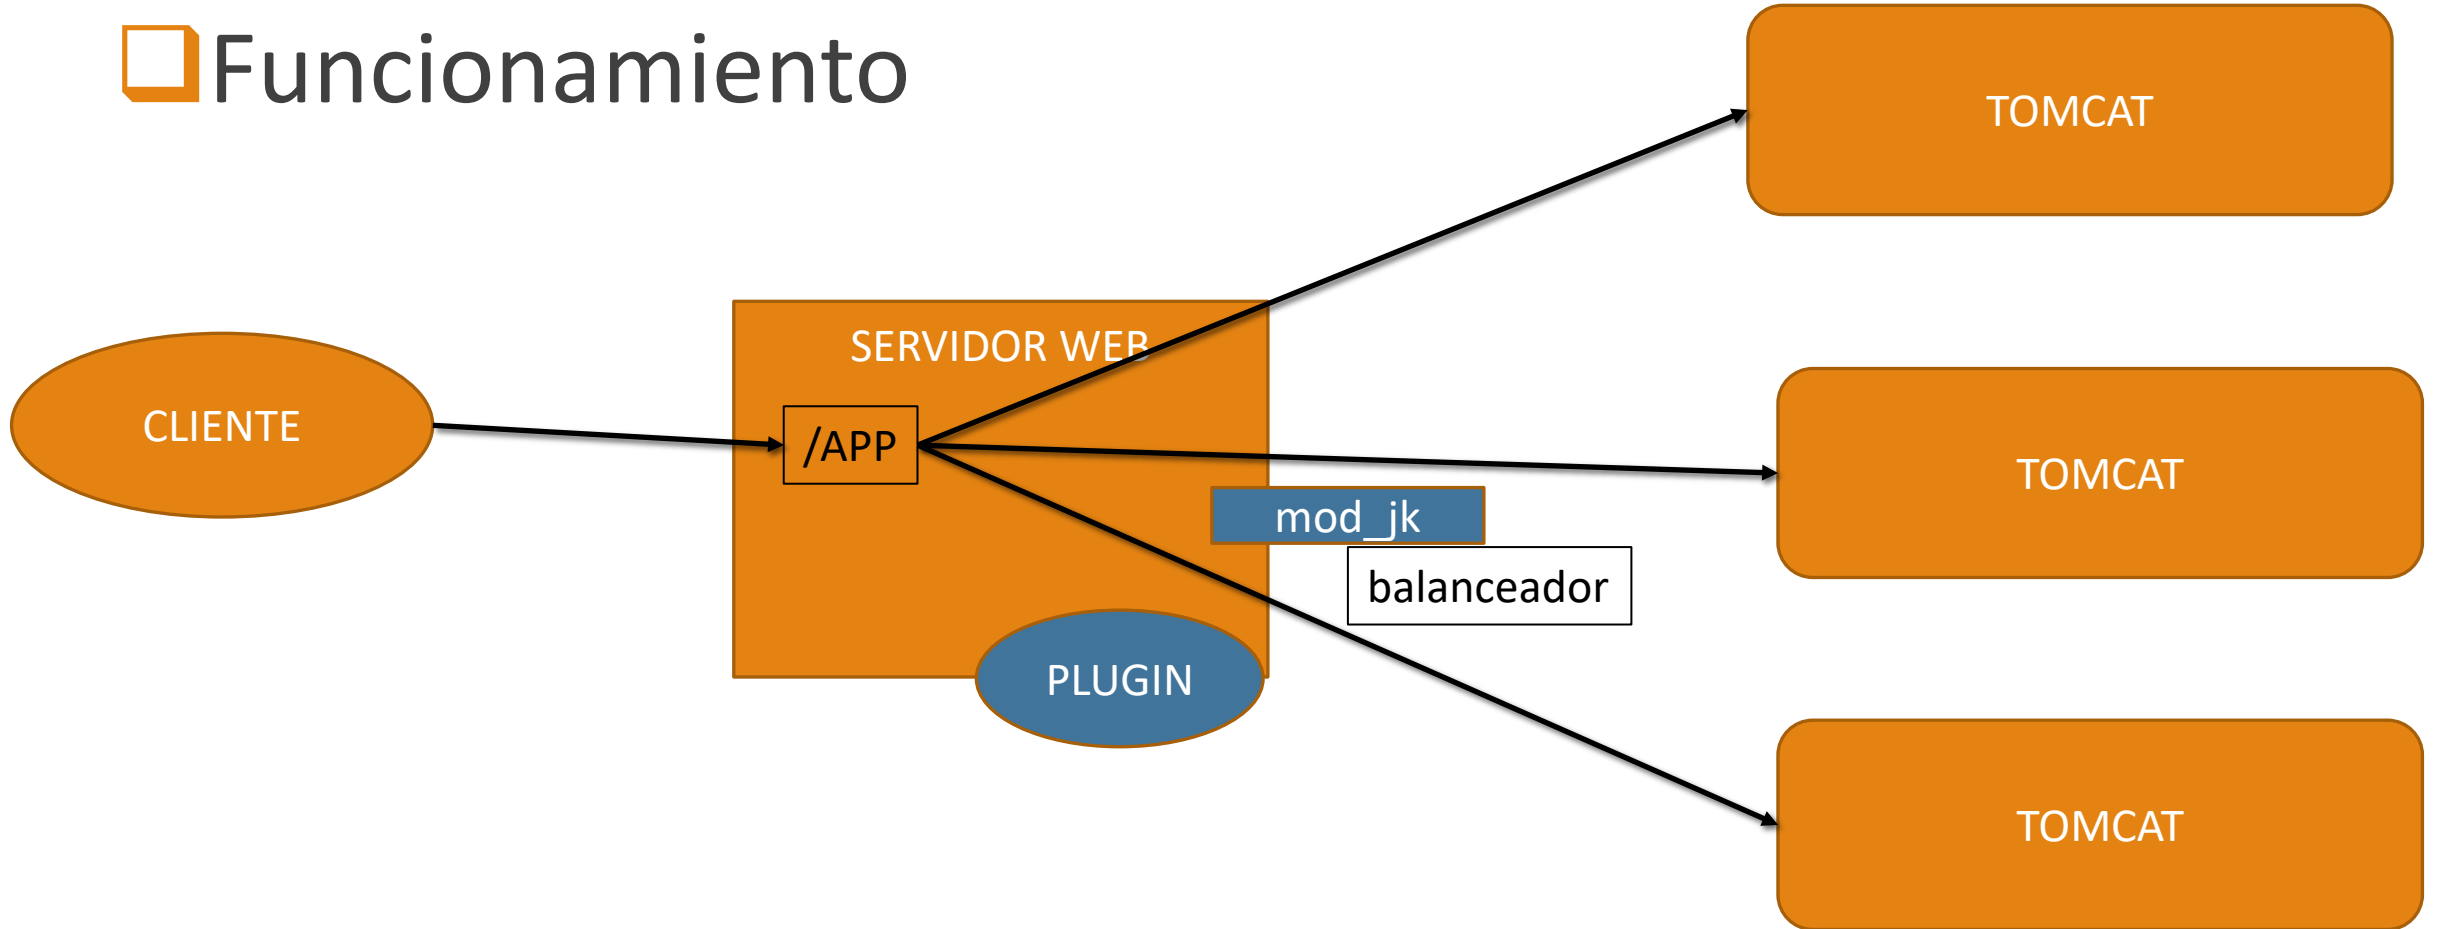 Funcionamiento
TOMCAT
SERVIDOR WEB
CLIENTE
/APP
TOMCAT
mod_jk
balanceador
PLUGIN
TOMCAT